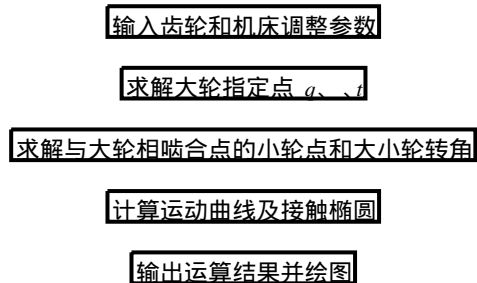 输入齿轮和机床调整参数
求解大轮指定点 q、、t
求解与大轮相啮合点的小轮点和大小轮转角
计算运动曲线及接触椭圆
输出运算结果并绘图